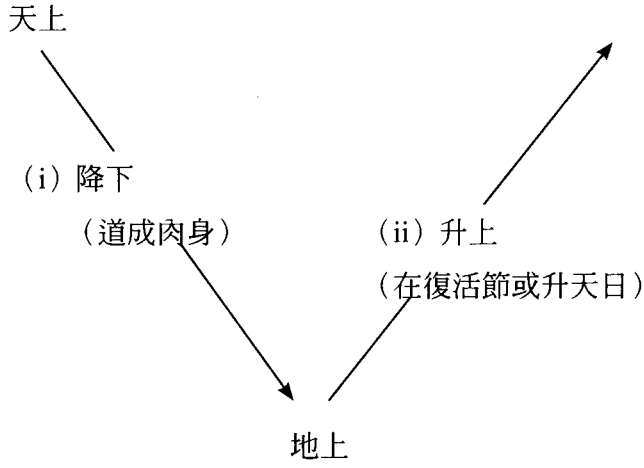 天上
（i）降下
（道成肉身）
（ii）升上
（在復活節或升天日）
地上